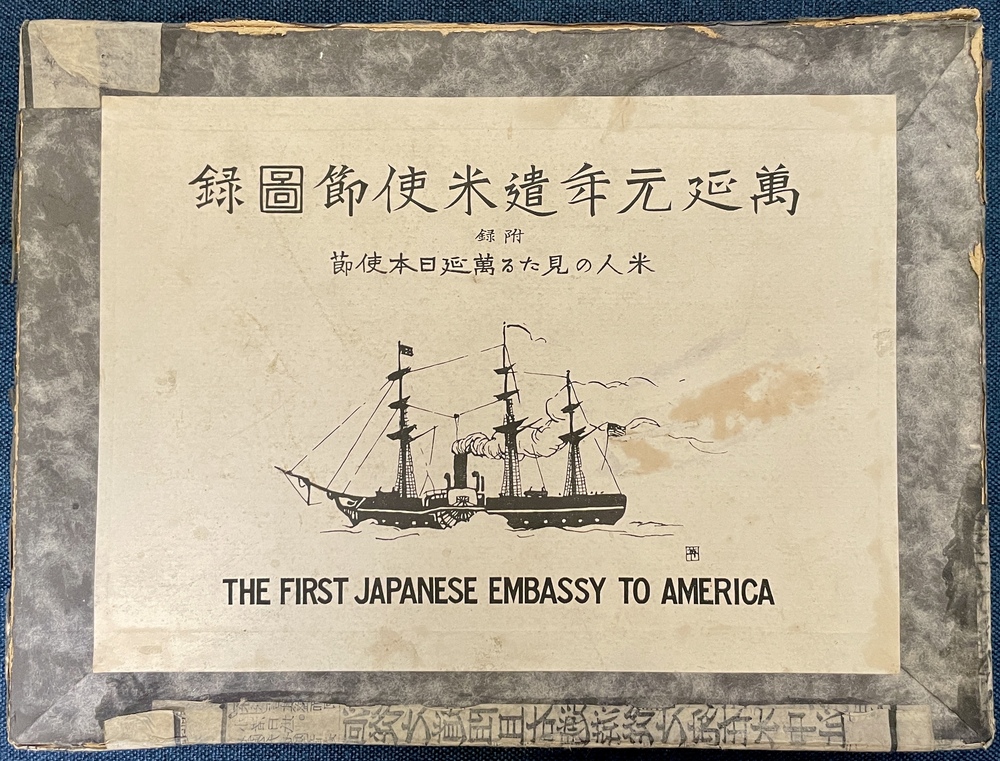 萬延元年遣米使節圖録
附録
米人の見たる萬延日本使節
THE FIRST JAPANESE EMBASSY TO AMERICA